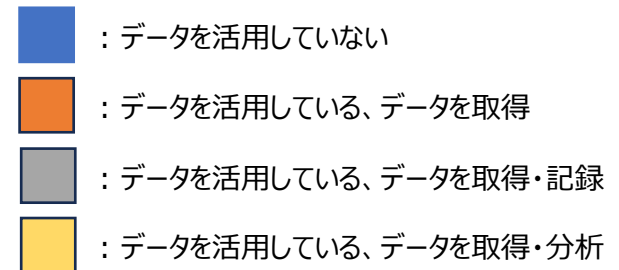 ：データを活用していない
：データを活用している、データを取得
：データを活用している、データを取得・記録
：データを活用している、データを取得・分析